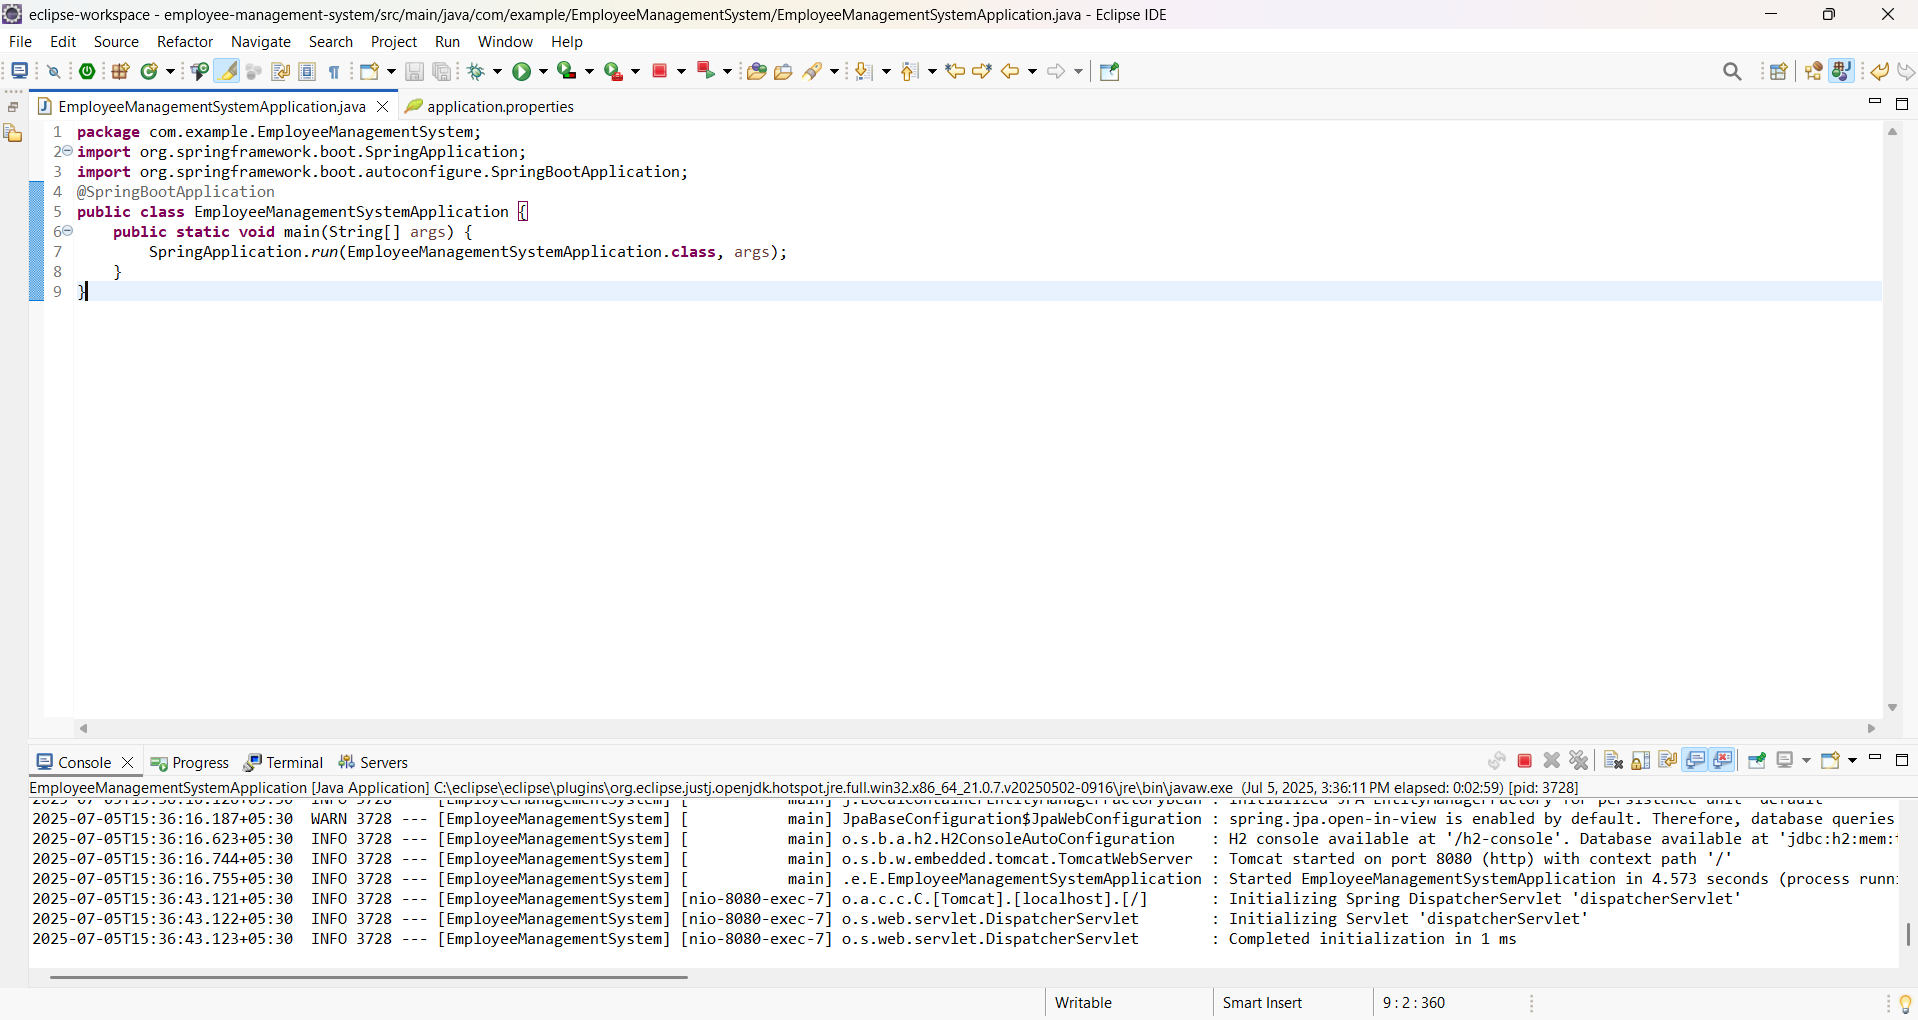 eclipse-workspace - employee-management-system/src/main/java/com/example/EmployeeManagementSystem/EmployeeManagementSystemApplication.java - Eclipse IDE
File Edit Source Refactor Navigate Search Project Run Window Help
EmployeeManagementSystemApplication.java application.properties
1 package com.example.EmployeeManagementSystem;
2 import org.springframework.boot.SpringApplication;
3 import org.springframework.boot.autoconfigure.SpringBootApplication;
4 @SpringBootApplication
5 public class EmployeeManagementSystemApplication {
6 public static void main(String[] args) {
7 SpringApplication.run(EmployeeManagementSystemApplication.class, args);
8 }
9 }
Console Progress Terminal Servers
EmployeeManagementSystemApplication [Java Application] C:\eclipse\eclipse\plugins\org.eclipse.justj.openjdk.hotspot.jre.full.win32.x86_64_21.0.7.v20250502-0916\jre\bin\javaw.exe (Jul 5, 2025, 3:36:11 PM elapsed: 0:02:59) [pid: 3728]
INFO 3728 --- [EmployeeManagementSystem] [ main] j.LocalContainerEntityManagerFactoryBean : Initialized JPA EntityManagerFactory for persistence unit 'default'
2025-07-05T15:36:16.187+05:30 WARN 3728 --- [EmployeeManagementSystem] [ main] JpaBaseConfiguration$JpaWebConfiguration : spring.jpa.open-in-view is enabled by default. Therefore, database queries
2025-07-05T15:36:16.623+05:30 INFO 3728 --- [EmployeeManagementSystem] [ main] o.s.b.a.h2.H2ConsoleAutoConfiguration : H2 console available at '/h2-console'. Database available at 'jdbc:h2:mem:
2025-07-05T15:36:16.744+05:30 INFO 3728 --- [EmployeeManagementSystem] [ main] o.s.b.w.embedded.tomcat.TomcatWebServer : Tomcat started on port 8080 (http) with context path '/'
2025-07-05T15:36:16.755+05:30 INFO 3728 --- [EmployeeManagementSystem] [ main] .e.E.EmployeeManagementSystemApplication : Started EmployeeManagementSystemApplication in 4.573 seconds (process runn
2025-07-05T15:36:43.121+05:30 INFO 3728 --- [EmployeeManagementSystem] [nio-8080-exec-7] o.a.c.c.C.[Tomcat].[localhost].[/] : Initializing Spring DispatcherServlet 'dispatcherServlet'
2025-07-05T15:36:43.122+05:30 INFO 3728 --- [EmployeeManagementSystem] [nio-8080-exec-7] o.s.web.servlet.DispatcherServlet : Initializing Servlet 'dispatcherServlet'
2025-07-05T15:36:43.123+05:30 INFO 3728 --- [EmployeeManagementSystem] [nio-8080-exec-7] o.s.web.servlet.DispatcherServlet : Completed initialization in 1 ms
Writable Smart Insert 9 : 2 : 360